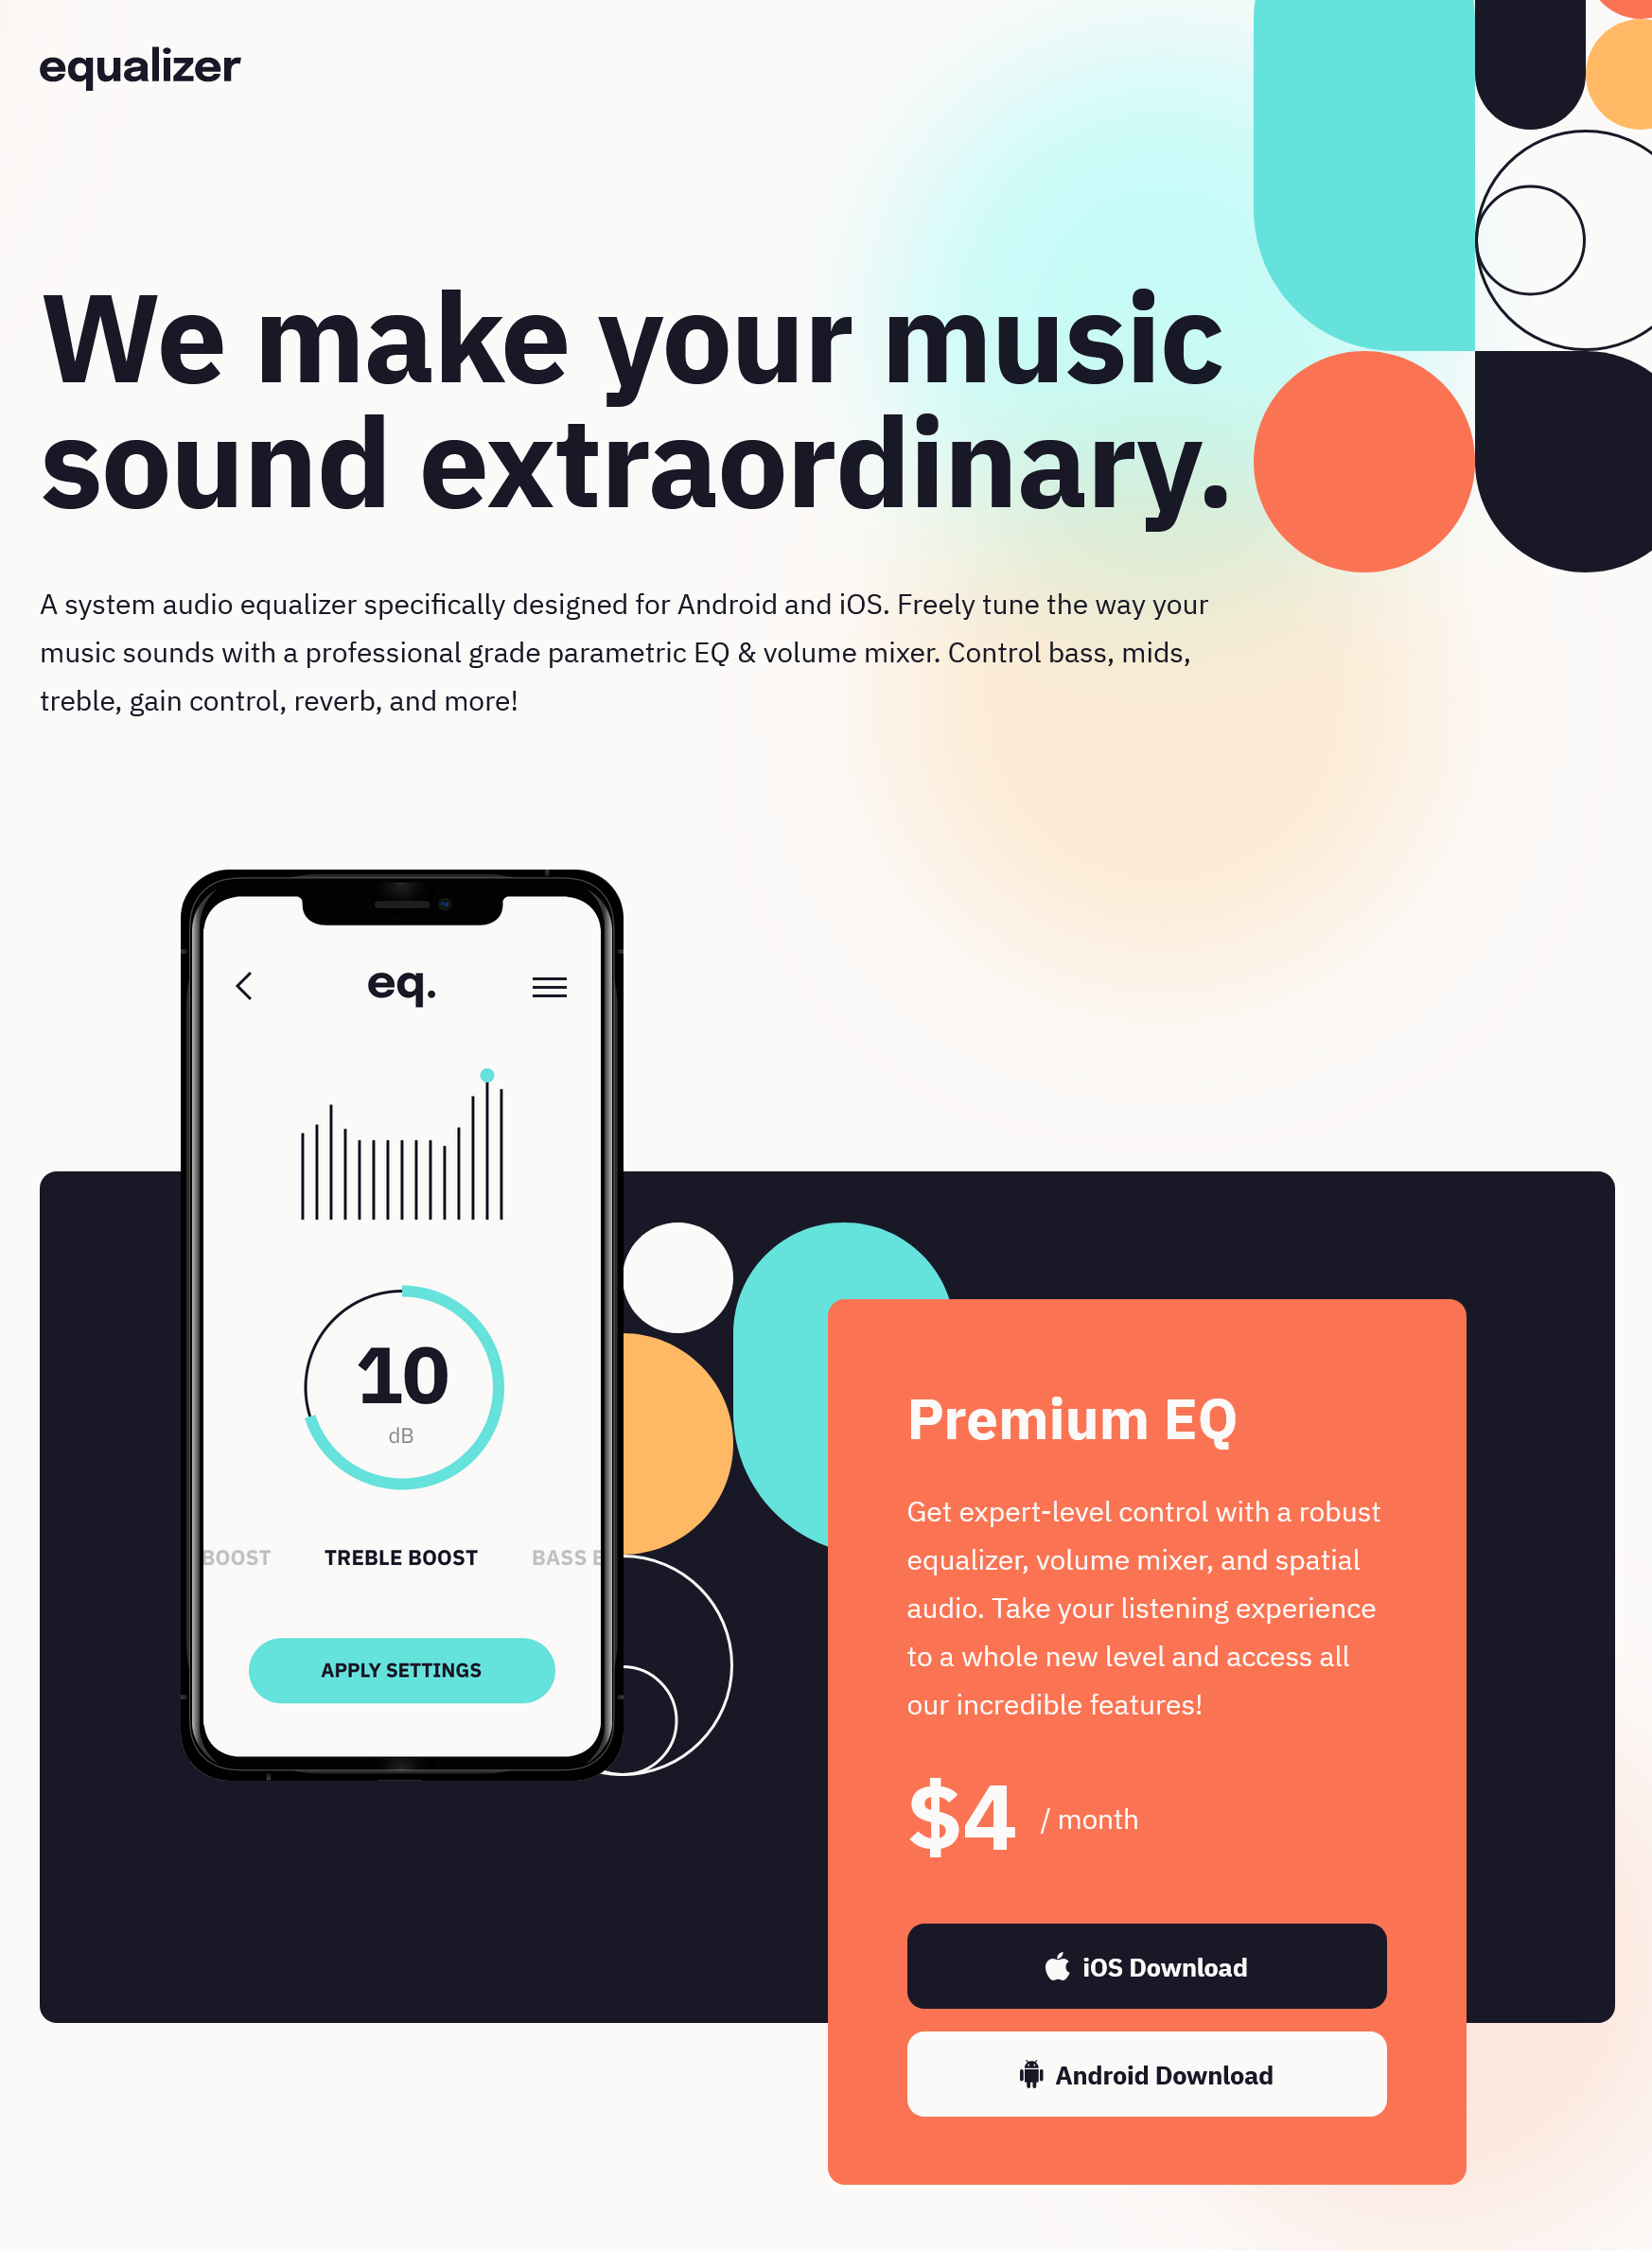 equalizer
We make your music
sound extraordinary.
A system audio equalizer specifically designed for Android and iOS. Freely tune the way your
music sounds with a professional grade parametric EQ & volume mixer. Control bass, mids,
treble, gain control, reverb, and more!
eq.
10
dB
BOOST TREBLE BOOST BASS
APPLY SETTINGS
Premium EQ
Get expert-level control with a robust
equalizer, volume mixer, and spatial
audio. Take your listening experience
to a whole new level and access all
our incredible features!
$4 / month
iOS Download
Android Download